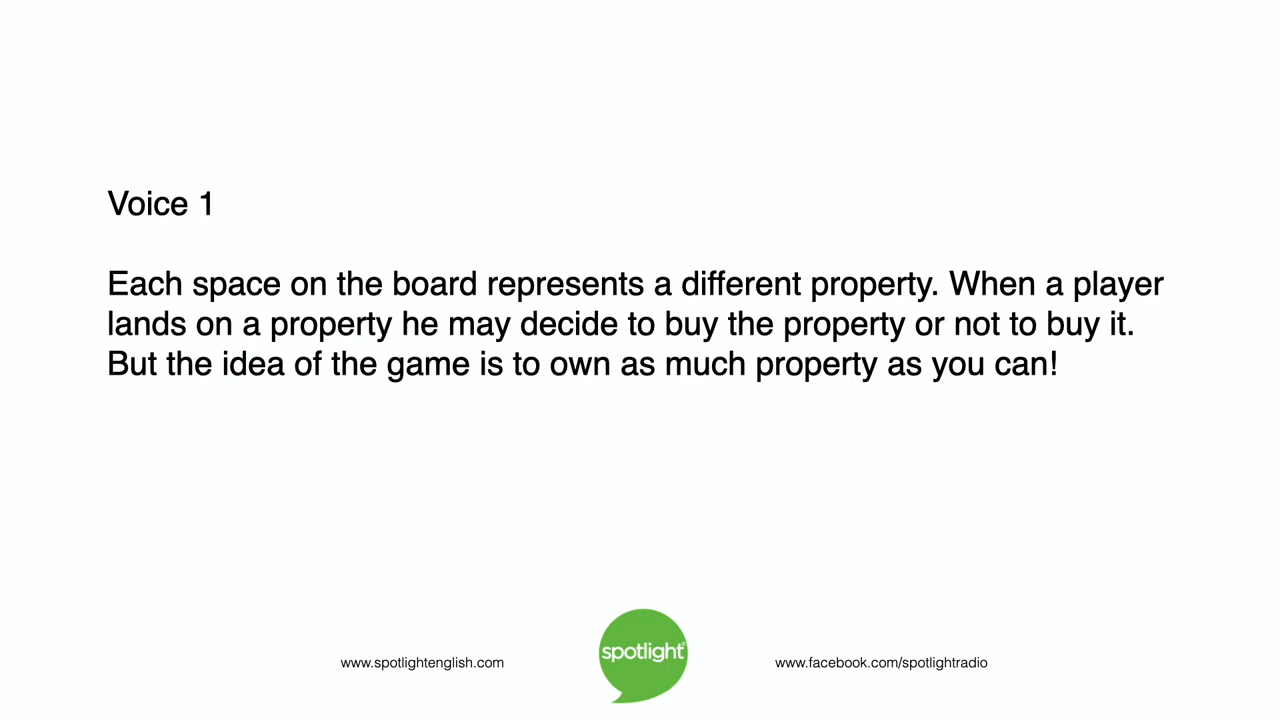 Voice 1
Each space on the board represents a different property. When a player
lands on a property he may decide to buy the property or not to buy it.
But the idea of the game is to own as much property as you can!
www.spotlightenglish.com
spotlight®
www.facebook.com/spotlightradio